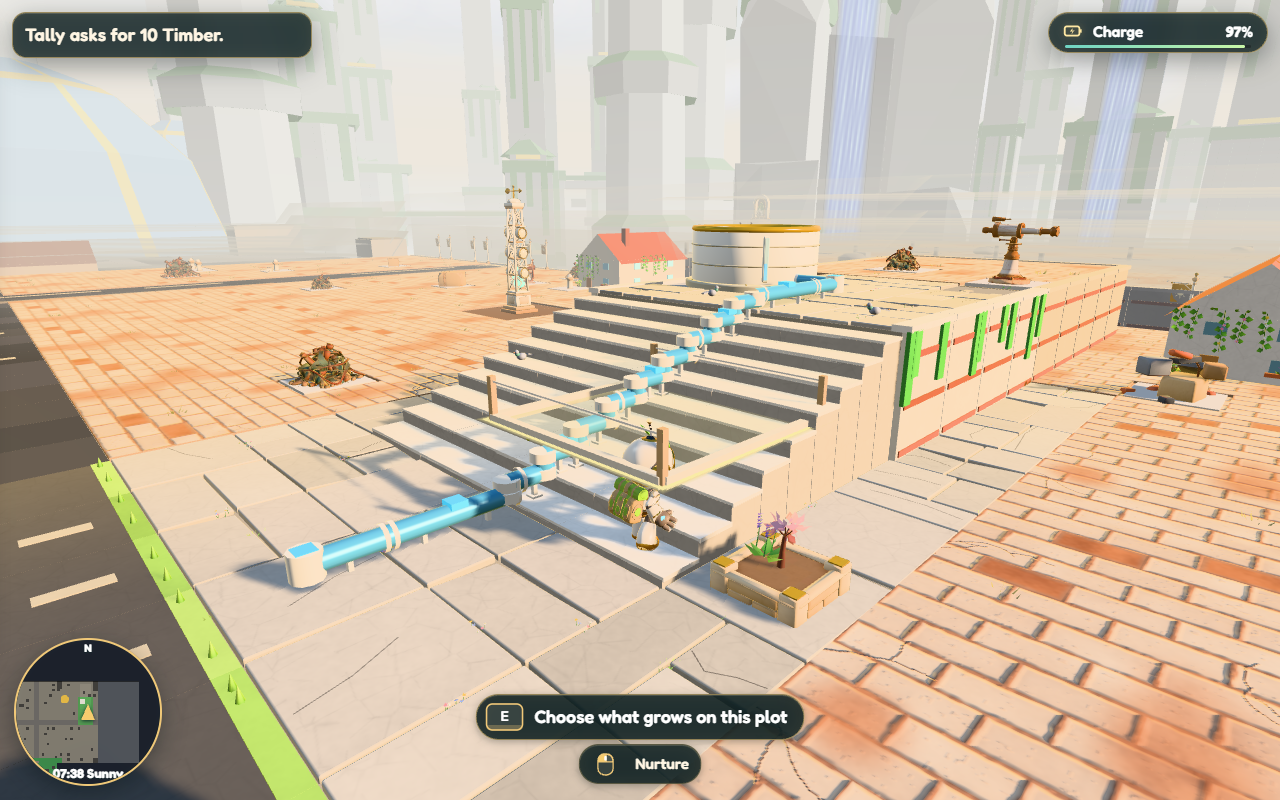 Tally asks for 10 Timber.
Charge 97%
N
07:38 Sunny
E Choose what grows on this plot
Nurture